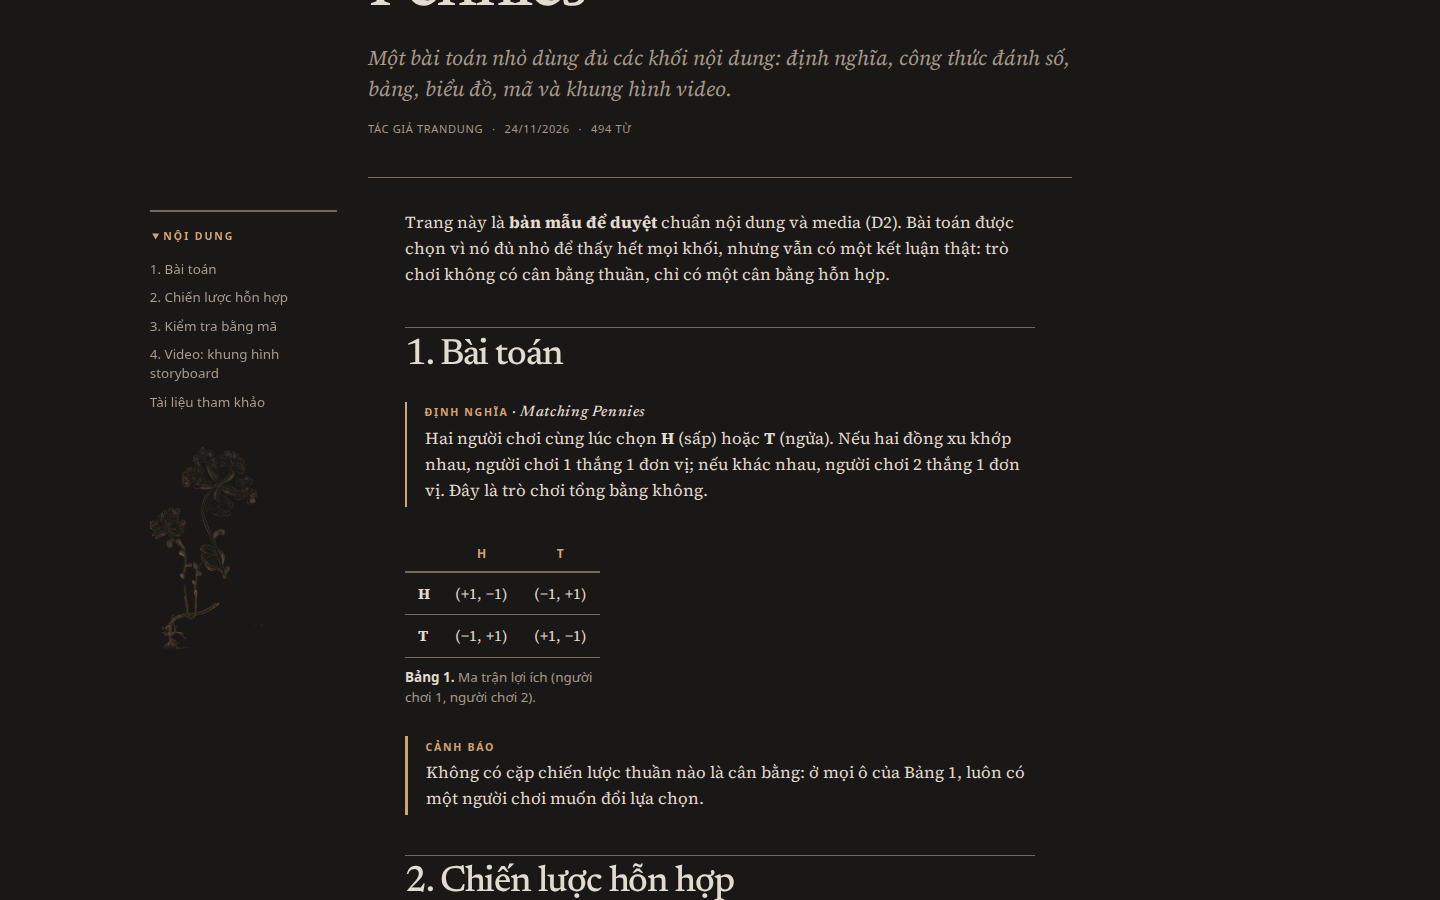 Pennies
Một bài toán nhỏ dùng đủ các khối nội dung: định nghĩa, công thức đánh số,
bảng, biểu đồ, mã và khung hình video.
TÁC GIẢ TRANDUNG · 24/11/2026 · 494 TỪ
▼ NỘI DUNG
1. Bài toán
2. Chiến lược hỗn hợp
3. Kiểm tra bằng mã
4. Video: khung hình
storyboard
Tài liệu tham khảo
Trang này là bản mẫu để duyệt chuẩn nội dung và media (D2). Bài toán được
chọn vì nó đủ nhỏ để thấy hết mọi khối, nhưng vẫn có một kết luận thật: trò
chơi không có cân bằng thuần, chỉ có một cân bằng hỗn hợp.
1. Bài toán
ĐỊNH NGHĨA · Matching Pennies
Hai người chơi cùng lúc chọn H (sấp) hoặc T (ngửa). Nếu hai đồng xu khớp
nhau, người chơi 1 thắng 1 đơn vị; nếu khác nhau, người chơi 2 thắng 1 đơn
vị. Đây là trò chơi tổng bằng không.
H T
H (+1, −1) (−1, +1)
T (−1, +1) (+1, −1)
Bảng 1. Ma trận lợi ích (người
chơi 1, người chơi 2).
CẢNH BÁO
Không có cặp chiến lược thuần nào là cân bằng: ở mọi ô của Bảng 1, luôn có
một người chơi muốn đổi lựa chọn.
2. Chiến lược hỗn hợp